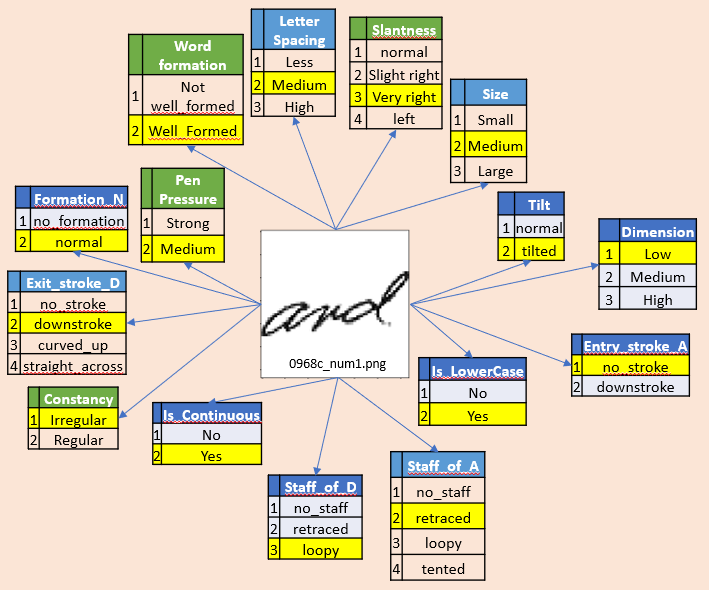 Word formation
1 Not well_formed
2 Well_Formed
Letter Spacing
1 Less
2 Medium
3 High
Slantness
1 normal
2 Slight right
3 Very right
4 left
Size
1 Small
2 Medium
3 Large
Formation_N
1 no_formation
2 normal
Pen Pressure
1 Strong
2 Medium
Tilt
1 normal
2 tilted
Dimension
1 Low
2 Medium
3 High
Exit_stroke_D
1 no_stroke
2 downstroke
3 curved_up
4 straight_across
and
0968c_num1.png
Entry_stroke_A
1 no_stroke
2 downstroke
Constancy
1 Irregular
2 Regular
Is_Continuous
1 No
2 Yes
Is_LowerCase
1 No
2 Yes
Staff_of_D
1 no_staff
2 retraced
3 loopy
Staff_of_A
1 no_staff
2 retraced
3 loopy
4 tented